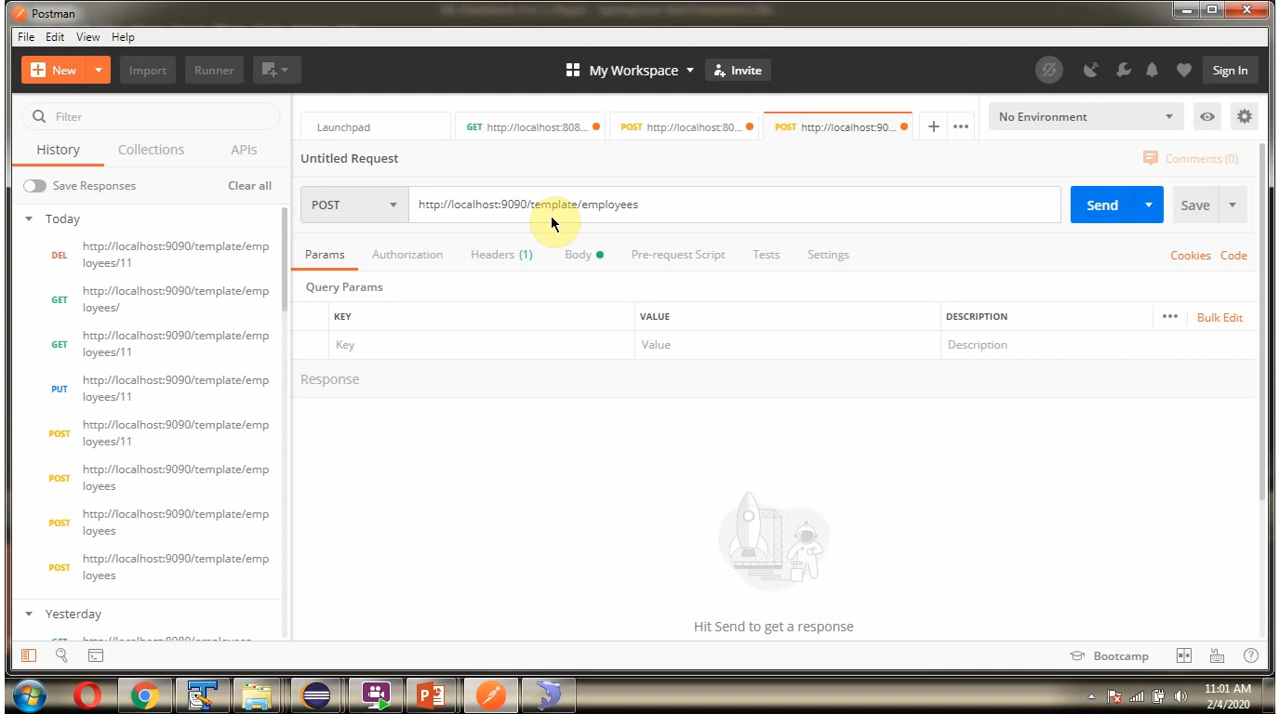 Postman
File Edit View Help
New Import Runner My Workspace Invite Sign In
Filter
History Collections APIs
Save Responses Clear all
Today
DEL http://localhost:9090/template/emp
loyees/11
GET http://localhost:9090/template/emp
loyees/
GET http://localhost:9090/template/emp
loyees/11
PUT http://localhost:9090/template/emp
loyees/11
POST http://localhost:9090/template/emp
loyees/11
POST http://localhost:9090/template/emp
loyees
POST http://localhost:9090/template/emp
loyees
POST http://localhost:9090/template/emp
loyees
Yesterday
Launchpad GET http://localhost:808... POST http://localhost:80... POST http://localhost:90... No Environment
Untitled Request Comments (0)
POST http://localhost:9090/template/employees Send Save
Params Authorization Headers (1) Body Pre-request Script Tests Settings Cookies Code
Query Params
KEY VALUE DESCRIPTION Bulk Edit
Key Value Description
Response
Hit Send to get a response
Bootcamp
11:01 AM
2/4/2020